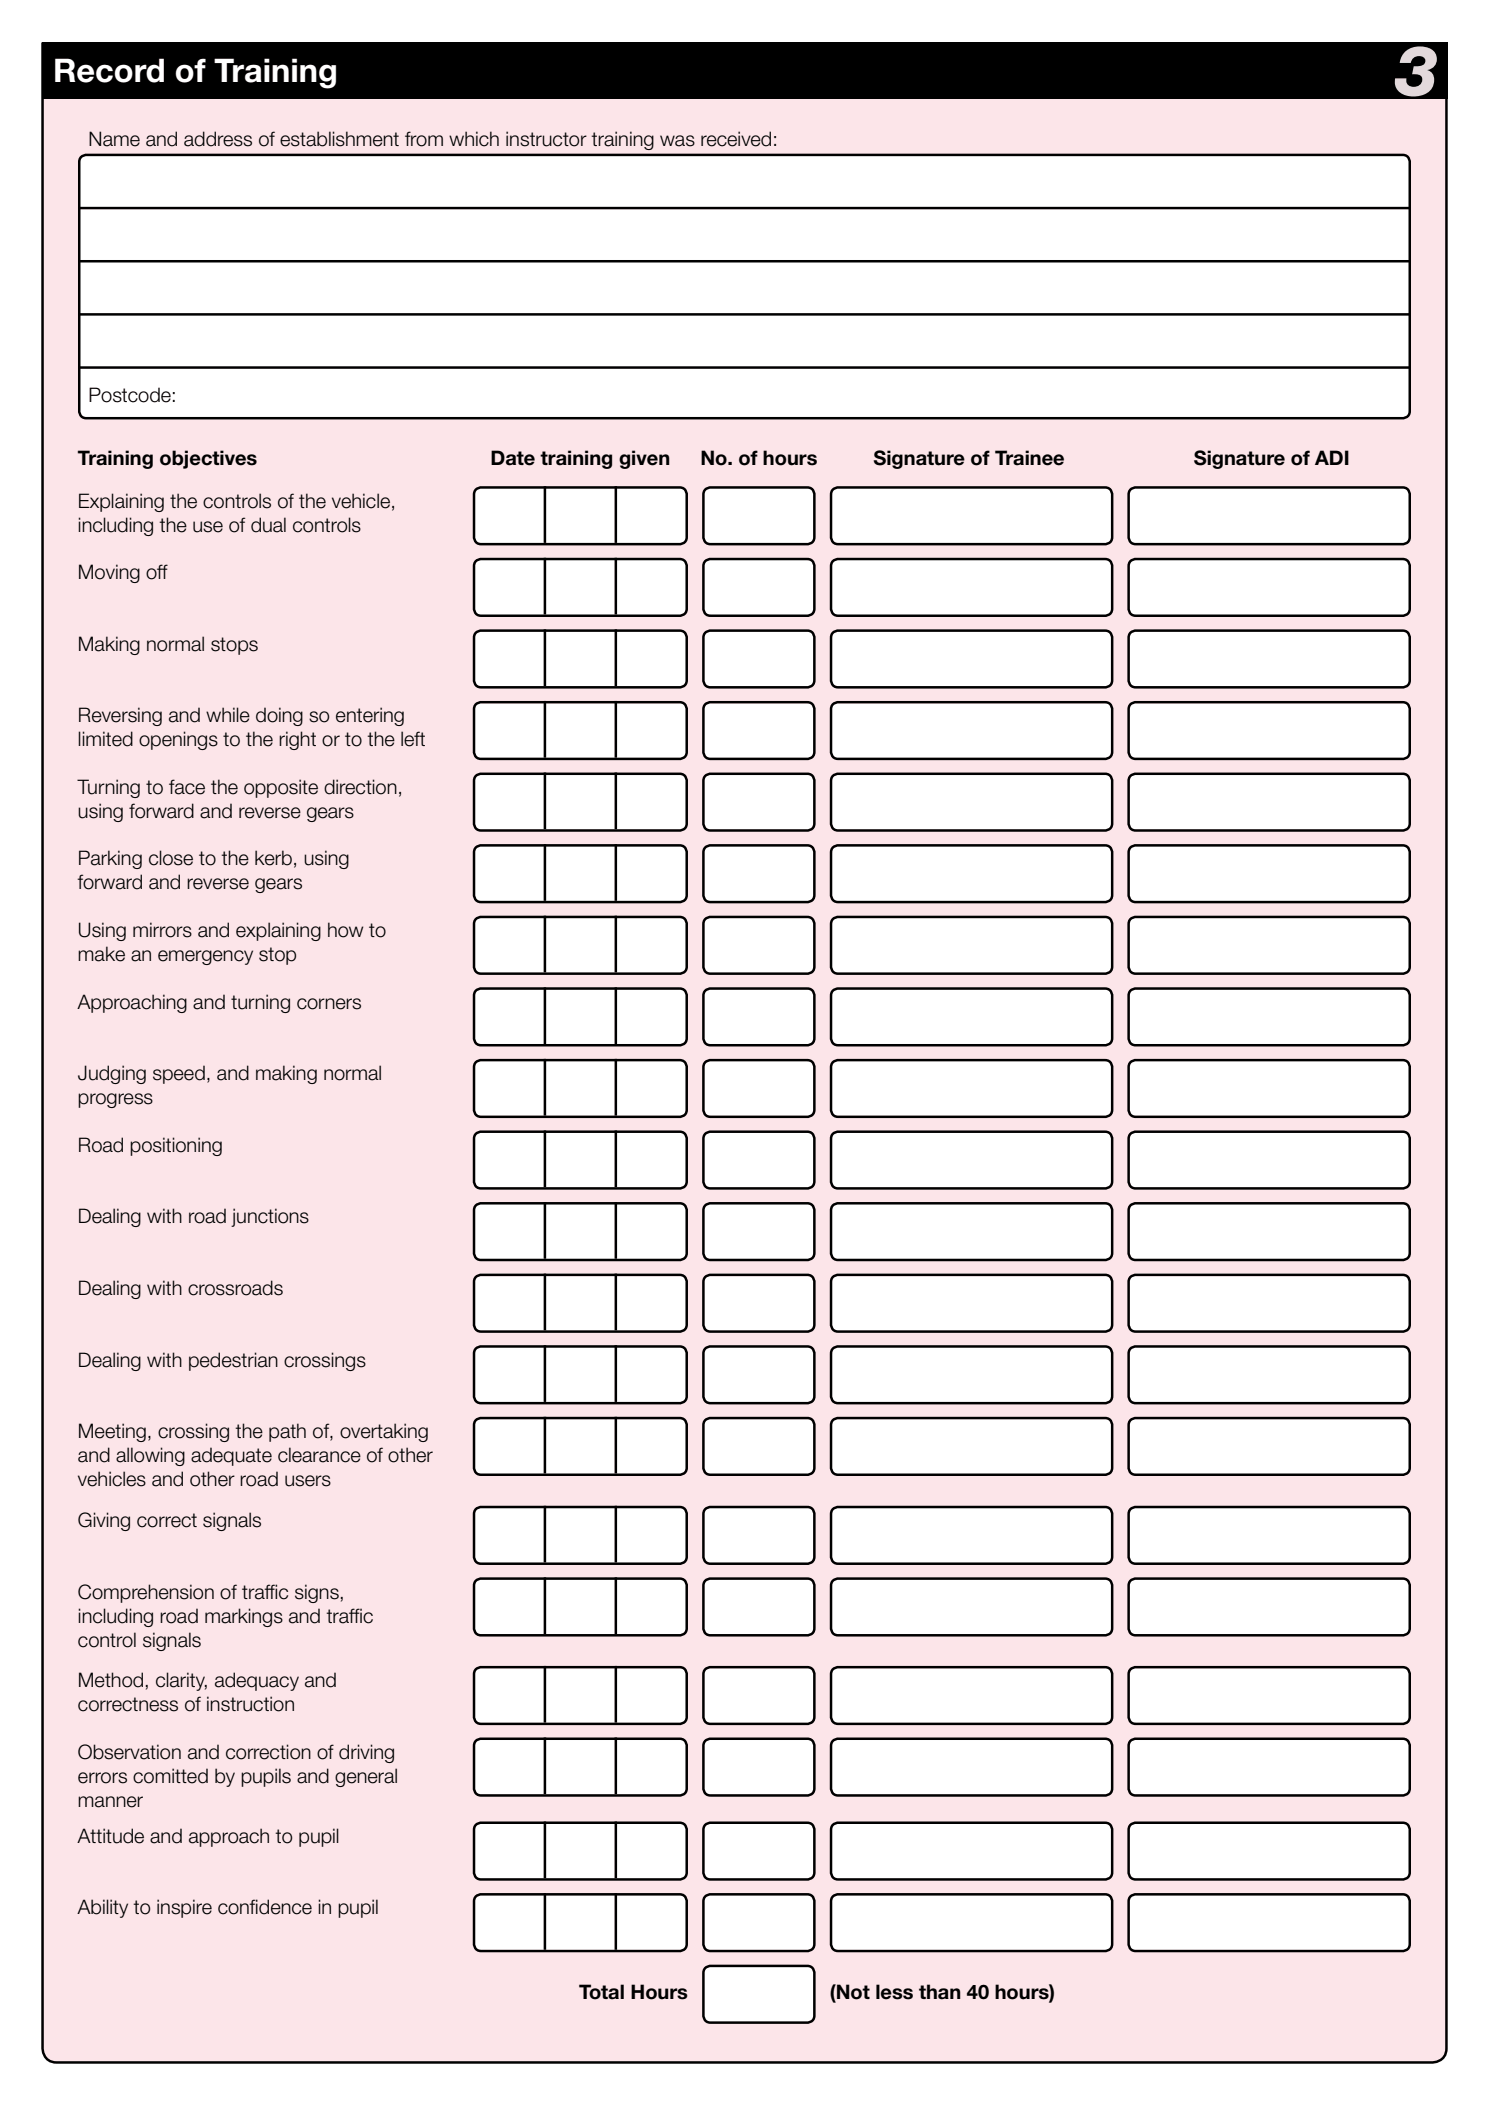 Record of Training
3
Name and address of establishment from which instructor training was received:
Postcode:
Training objectives Date training given No. of hours Signature of Trainee Signature of ADI
Explaining the controls of the vehicle,
including the use of dual controls
Moving off
Making normal stops
Reversing and while doing so entering
limited openings to the right or to the left
Turning to face the opposite direction,
using forward and reverse gears
Parking close to the kerb, using
forward and reverse gears
Using mirrors and explaining how to
make an emergency stop
Approaching and turning corners
Judging speed, and making normal
progress
Road positioning
Dealing with road junctions
Dealing with crossroads
Dealing with pedestrian crossings
Meeting, crossing the path of, overtaking
and allowing adequate clearance of other
vehicles and other road users
Giving correct signals
Comprehension of traffic signs,
including road markings and traffic
control signals
Method, clarity, adequacy and
correctness of instruction
Observation and correction of driving
errors comitted by pupils and general
manner
Attitude and approach to pupil
Ability to inspire confidence in pupil
Total Hours (Not less than 40 hours)